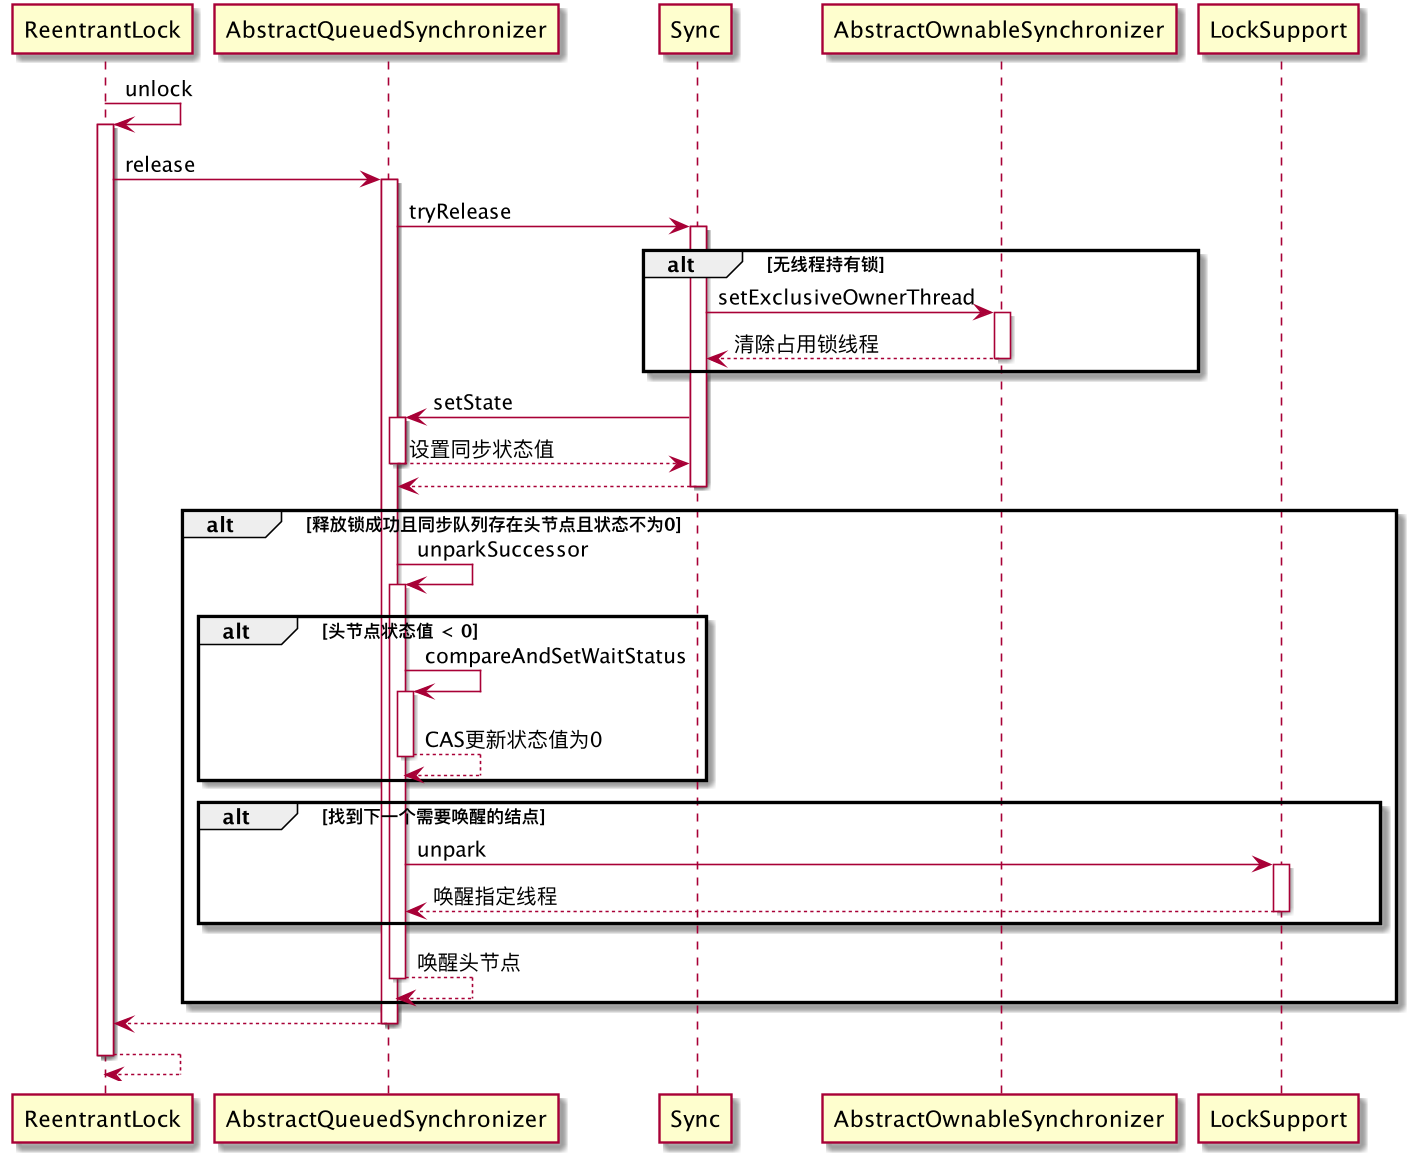 ReentrantLock
AbstractQueuedSynchronizer
Sync
AbstractOwnableSynchronizer
LockSupport
unlock
release
tryRelease
alt [无线程持有锁]
setExclusiveOwnerThread
清除占用锁线程
setState
设置同步状态值
alt [释放锁成功且同步队列存在头节点且状态不为0]
unparkSuccessor
alt [头节点状态值 < 0]
compareAndSetWaitStatus
CAS更新状态值为0
alt [找到下一个需要唤醒的结点]
unpark
唤醒指定线程
唤醒头节点
ReentrantLock
AbstractQueuedSynchronizer
Sync
AbstractOwnableSynchronizer
LockSupport